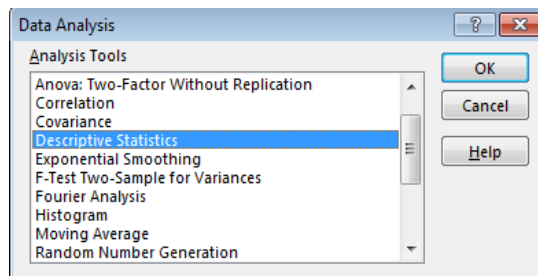 Data Analysis
Analysis Tools
Anova: Two-Factor Without Replication
Correlation
Covariance
Descriptive Statistics
Exponential Smoothing
F-Test Two-Sample for Variances
Fourier Analysis
Histogram
Moving Average
Random Number Generation
OK
Cancel
Help